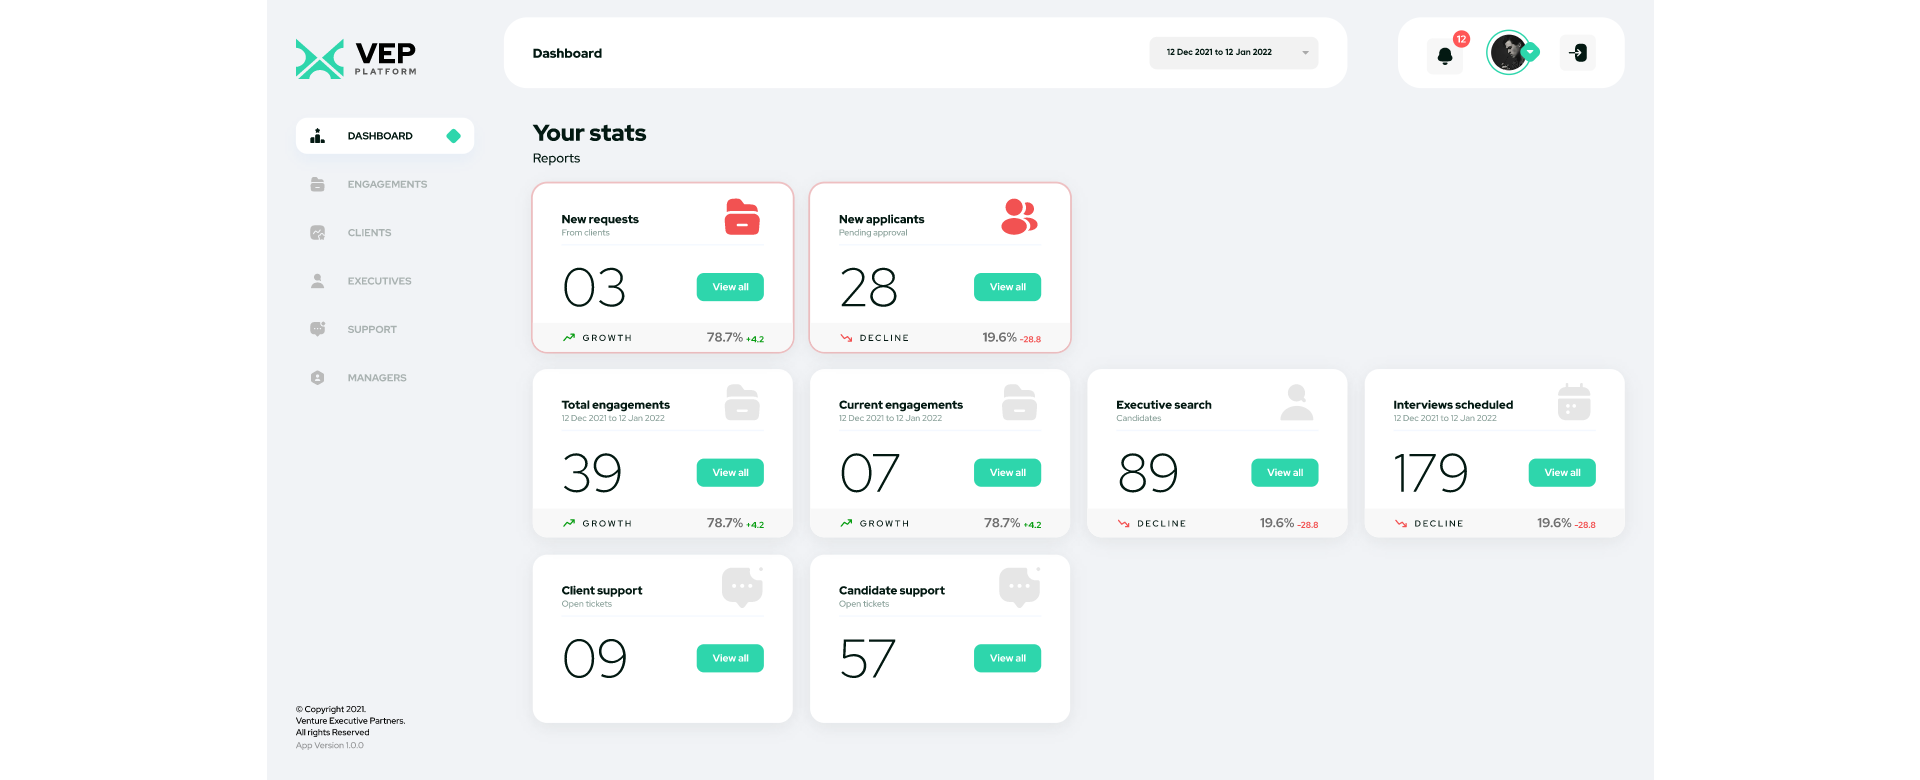 VEP
PLATFORM
Dashboard
12 Dec 2021 to 12 Jan 2022
12
DASHBOARD
ENGAGEMENTS
CLIENTS
EXECUTIVES
SUPPORT
MANAGERS
Your stats
Reports
New requests
From clients
03
View all
GROWTH 78.7% +4.2
New applicants
Pending approval
28
View all
DECLINE 19.6% -28.8
Total engagements
12 Dec 2021 to 12 Jan 2022
39
View all
GROWTH 78.7% +4.2
Current engagements
12 Dec 2021 to 12 Jan 2022
07
View all
GROWTH 78.7% +4.2
Executive search
Candidates
89
View all
DECLINE 19.6% -28.8
Interviews scheduled
12 Dec 2021 to 12 Jan 2022
179
View all
DECLINE 19.6% -28.8
Client support
Open tickets
09
View all
Candidate support
Open tickets
57
View all
© Copyright 2021.
Venture Executive Partners.
All rights Reserved
App Version 1.0.0